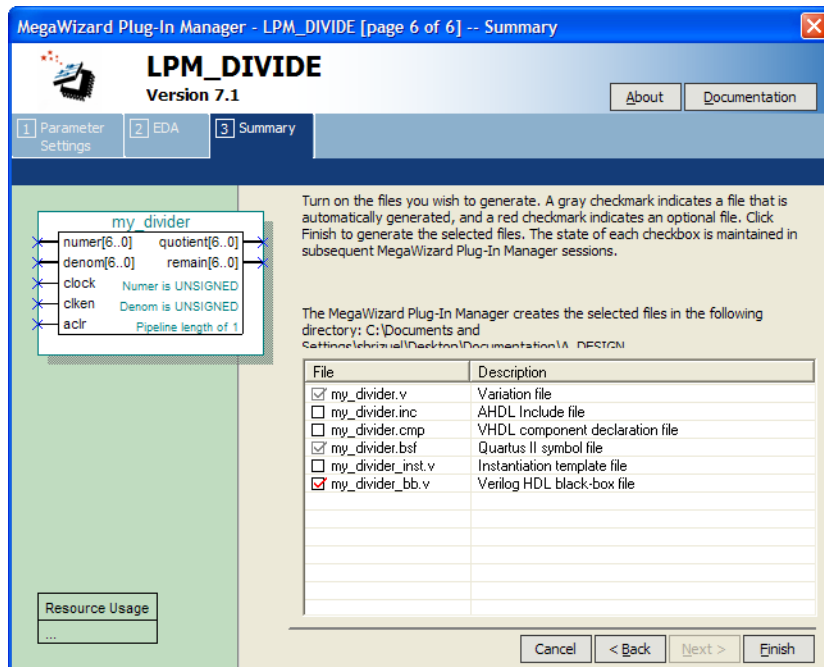 MegaWizard Plug-In Manager - LPM_DIVIDE [page 6 of 6] -- Summary
LPM_DIVIDE
Version 7.1
About
Documentation
1 Parameter
Settings
2 EDA
3 Summary
my_divider
numer[6..0] quotient[6..0]
denom[6..0] remain[6..0]
clock Numer is UNSIGNED
clken Denom is UNSIGNED
aclr Pipeline length of 1
Resource Usage
...
Turn on the files you wish to generate. A gray checkmark indicates a file that is
automatically generated, and a red checkmark indicates an optional file. Click
Finish to generate the selected files. The state of each checkbox is maintained in
subsequent MegaWizard Plug-In Manager sessions.
The MegaWizard Plug-In Manager creates the selected files in the following
directory: C:\Documents and
Settings\sbrizuel\Desktop\Documentation\A_DESIGN
File Description
my_divider.v Variation file
my_divider.inc AHDL Include file
my_divider.cmp VHDL component declaration file
my_divider.bsf Quartus II symbol file
my_divider_inst.v Instantiation template file
my_divider_bb.v Verilog HDL black-box file
Cancel
< Back
Next >
Finish